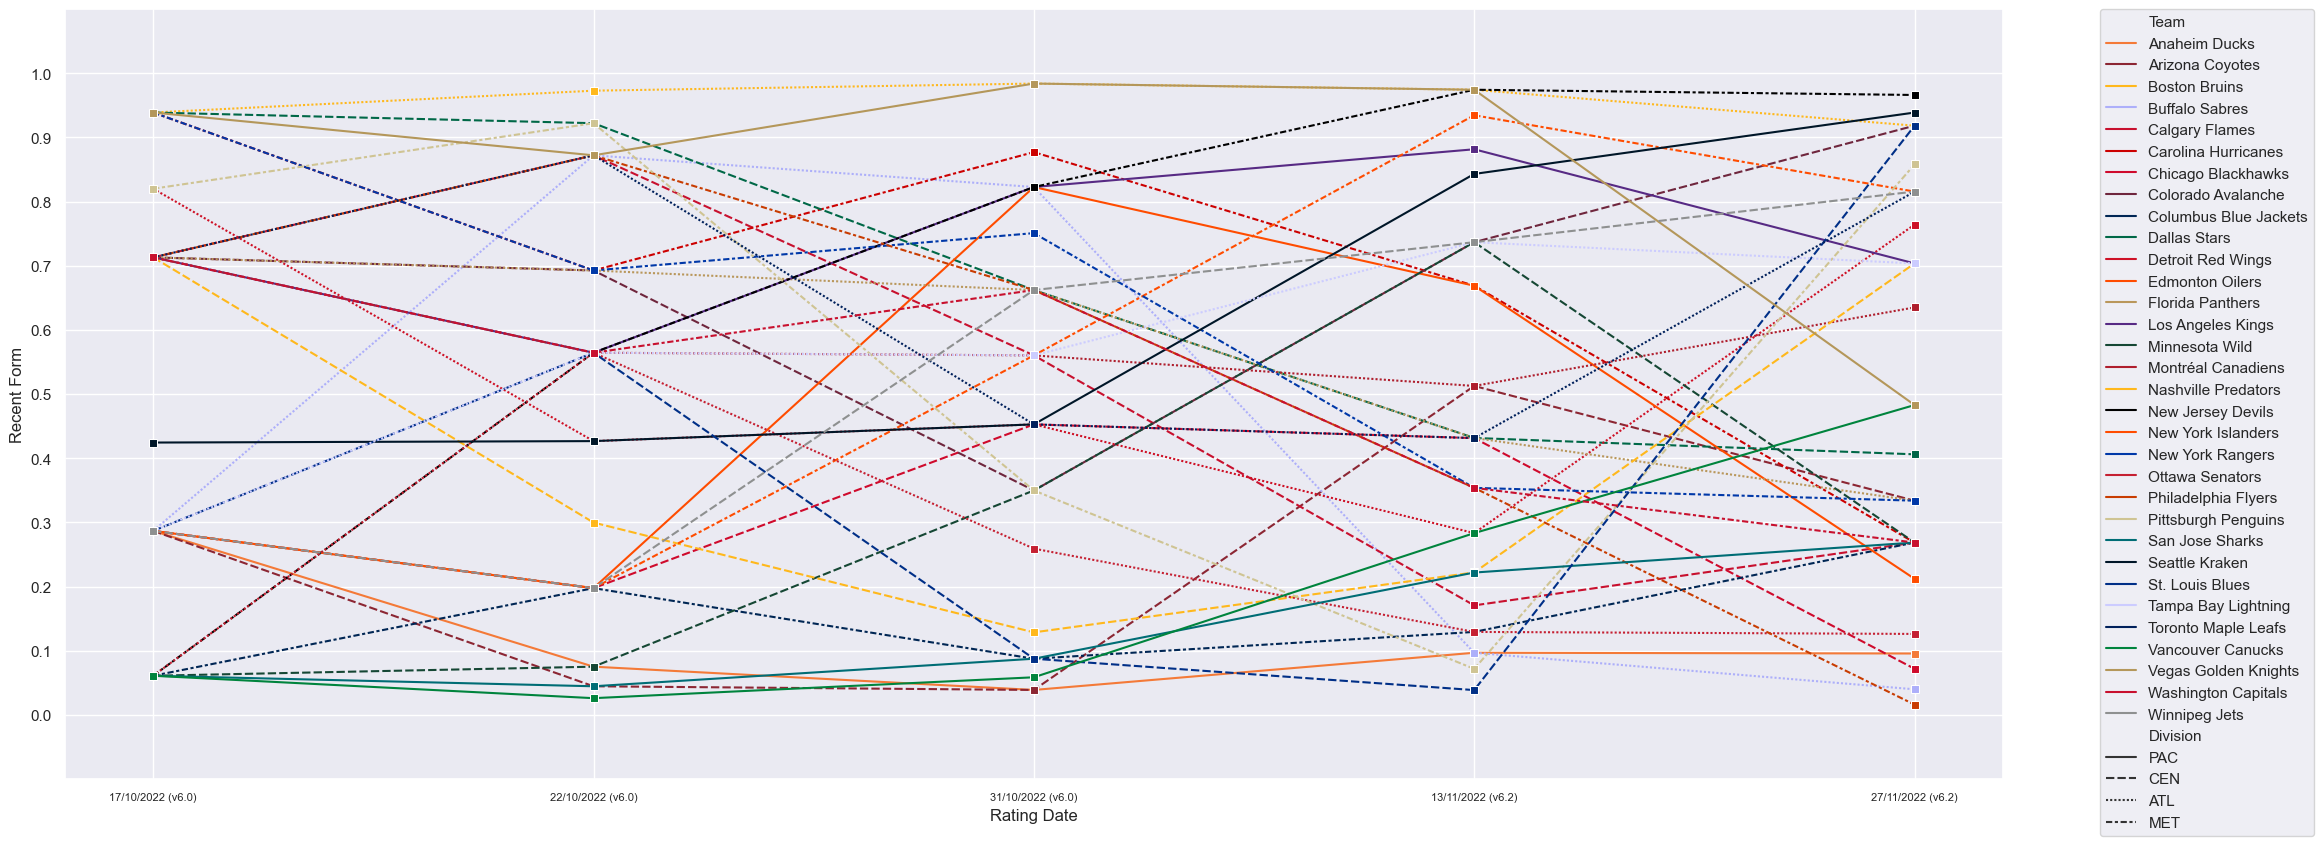 1.0
0.9
0.8
0.7
0.6
0.5
0.4
0.3
0.2
0.1
0.0
Recent Form
17/10/2022 (v6.0)
22/10/2022 (v6.0)
31/10/2022 (v6.0)
13/11/2022 (v6.2)
27/11/2022 (v6.2)
Rating Date
Team
Anaheim Ducks
Arizona Coyotes
Boston Bruins
Buffalo Sabres
Calgary Flames
Carolina Hurricanes
Chicago Blackhawks
Colorado Avalanche
Columbus Blue Jackets
Dallas Stars
Detroit Red Wings
Edmonton Oilers
Florida Panthers
Los Angeles Kings
Minnesota Wild
Montréal Canadiens
Nashville Predators
New Jersey Devils
New York Islanders
New York Rangers
Ottawa Senators
Philadelphia Flyers
Pittsburgh Penguins
San Jose Sharks
Seattle Kraken
St. Louis Blues
Tampa Bay Lightning
Toronto Maple Leafs
Vancouver Canucks
Vegas Golden Knights
Washington Capitals
Winnipeg Jets
Division
PAC
CEN
ATL
MET